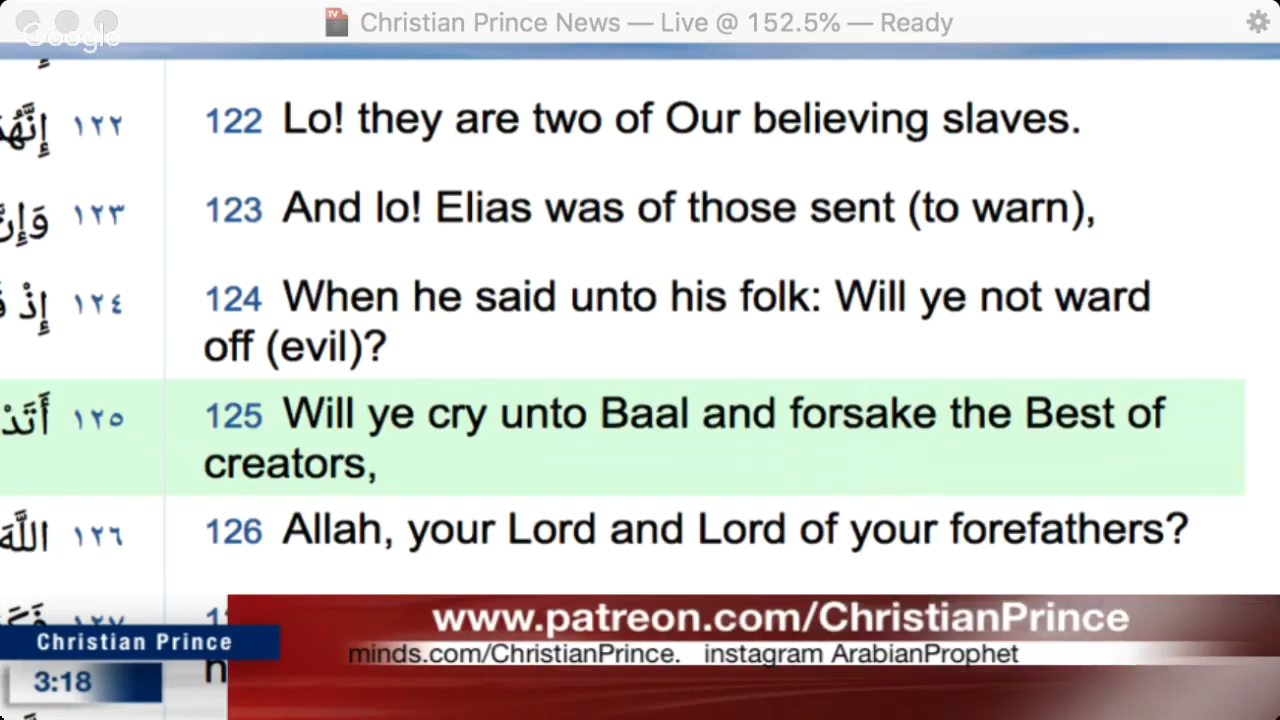 Christian Prince News — Live @ 152.5% — Ready
Google
١٢٢ 122 Lo! they are two of Our believing slaves.
١٢٣ 123 And lo! Elias was of those sent (to warn),
إِذْ ١٢٤ 124 When he said unto his folk: Will ye not ward
off (evil)?
١٢٥ 125 Will ye cry unto Baal and forsake the Best of
creators,
اللَّهَ ١٢٦ 126 Allah, your Lord and Lord of your forefathers?
www.patreon.com/ChristianPrince
Christian Prince
minds.com/ChristianPrince. instagram ArabianProphet
3:18